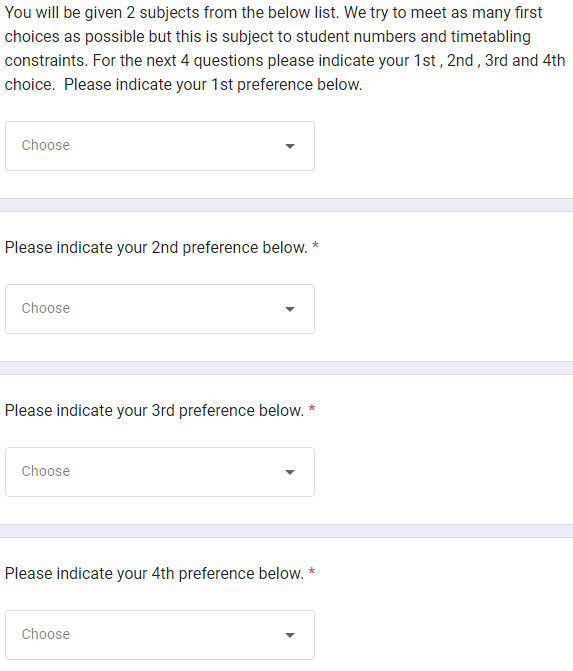 You will be given 2 subjects from the below list. We try to meet as many first
choices as possible but this is subject to student numbers and timetabling
constraints. For the next 4 questions please indicate your 1st , 2nd , 3rd and 4th
choice.  Please indicate your 1st preference below.
Choose
Please indicate your 2nd preference below. *
Choose
Please indicate your 3rd preference below. *
Choose
Please indicate your 4th preference below. *
Choose